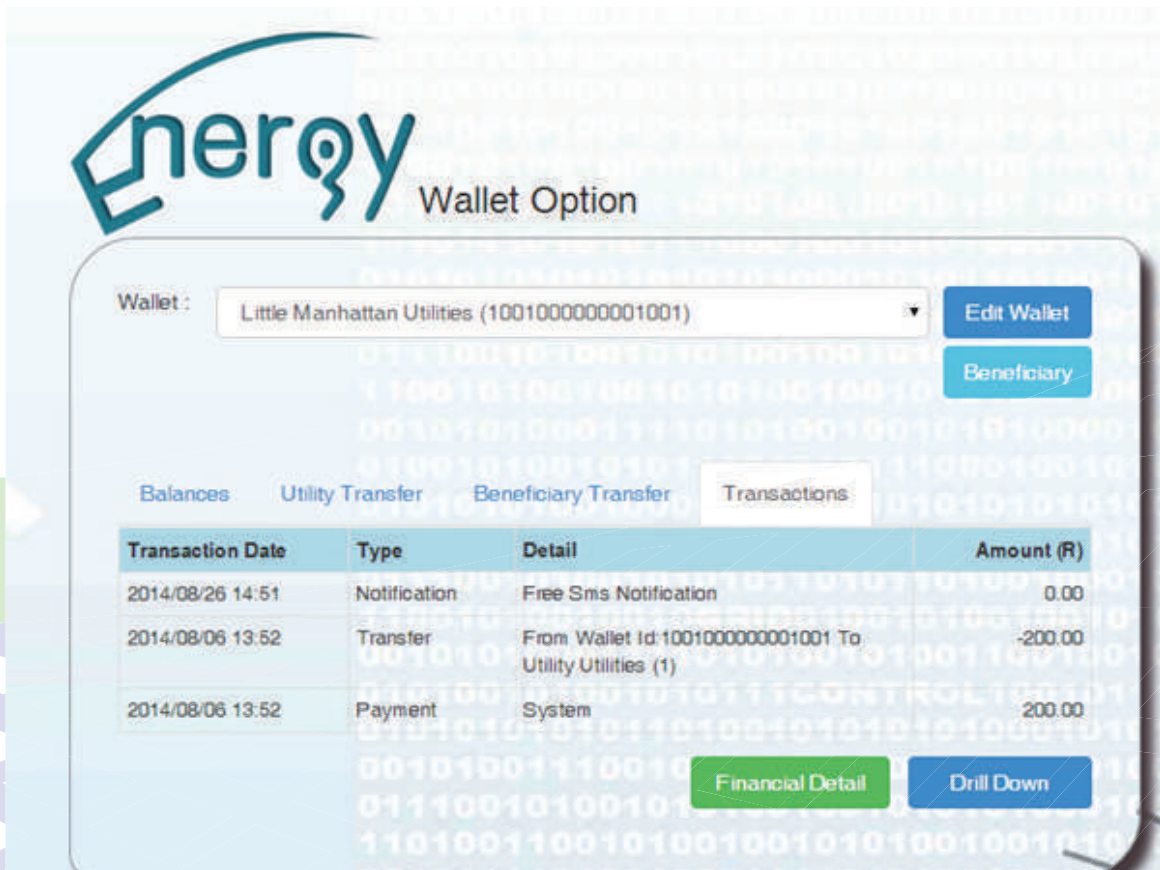 Energy
Wallet Option
Wallet :
Little Manhattan Utilities (1001000000001001)
Edit Wallet
Beneficiary
Balances Utility Transfer Beneficiary Transfer Transactions
Transaction Date Type Detail Amount (R)
2014/08/26 14:51 Notification Free Sms Notification 0.00
2014/08/06 13:52 Transfer From Wallet Id:1001000000001001 To -200.00
Utility Utilities (1)
2014/08/06 13:52 Payment System 200.00
CONTROL
Financial Detail Drill Down